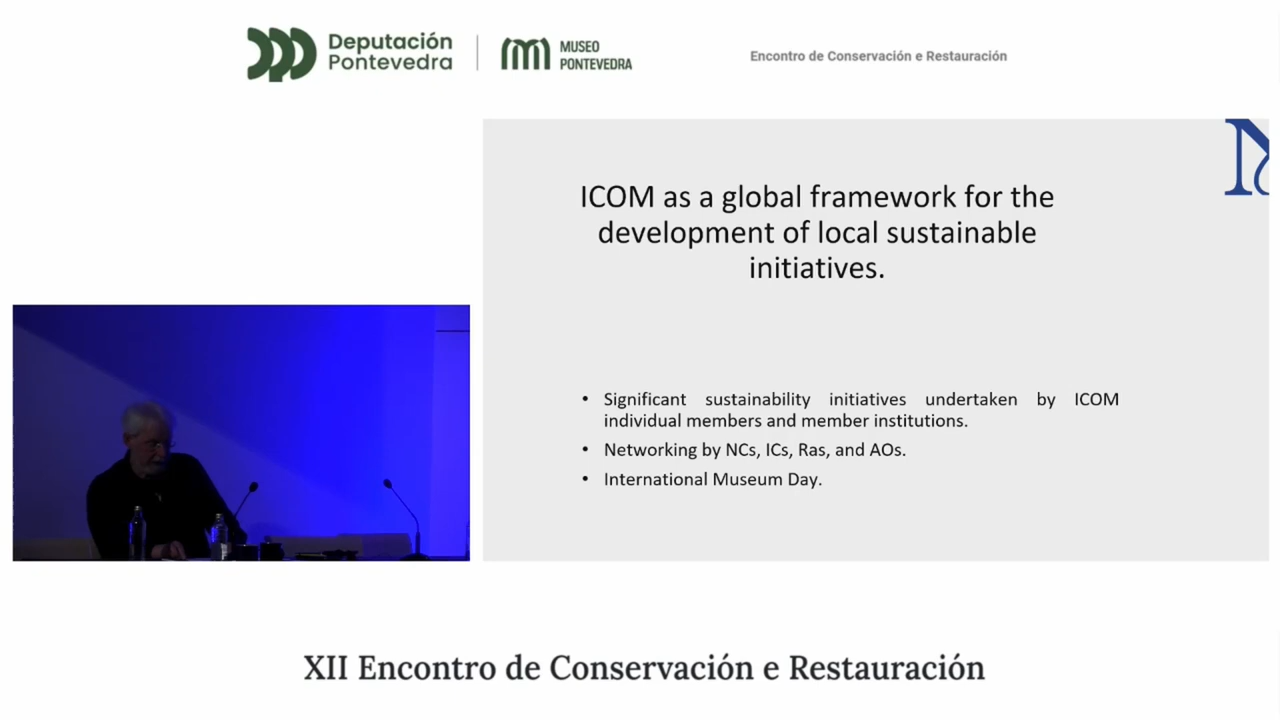 Deputación
Pontevedra
MUSEO
PONTEVEDRA
Encontro de Conservación e Restauración
ICOM as a global framework for the
development of local sustainable
initiatives.
• Significant sustainability initiatives undertaken by ICOM
individual members and member institutions.
• Networking by NCs, ICs, Ras, and AOs.
• International Museum Day.
XII Encontro de Conservación e Restauración